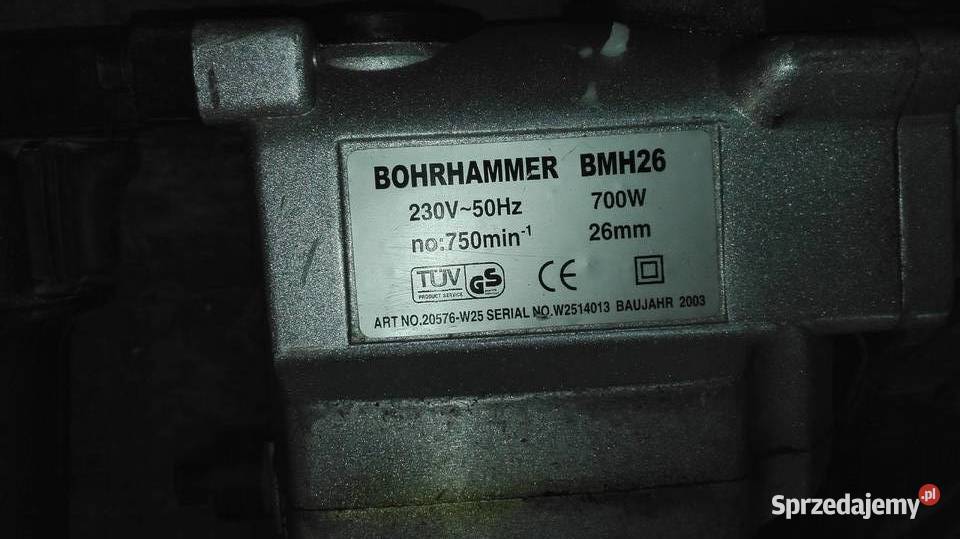 BOHRHAMMER BMH26
230V~50Hz 700W
no:750min⁻¹ 26mm
TÜV GS CE
PRODUCT SERVICE
ART NO.20576-W25 SERIAL NO.W2514013 BAUJAHR 2003
Sprzedajemy.pl